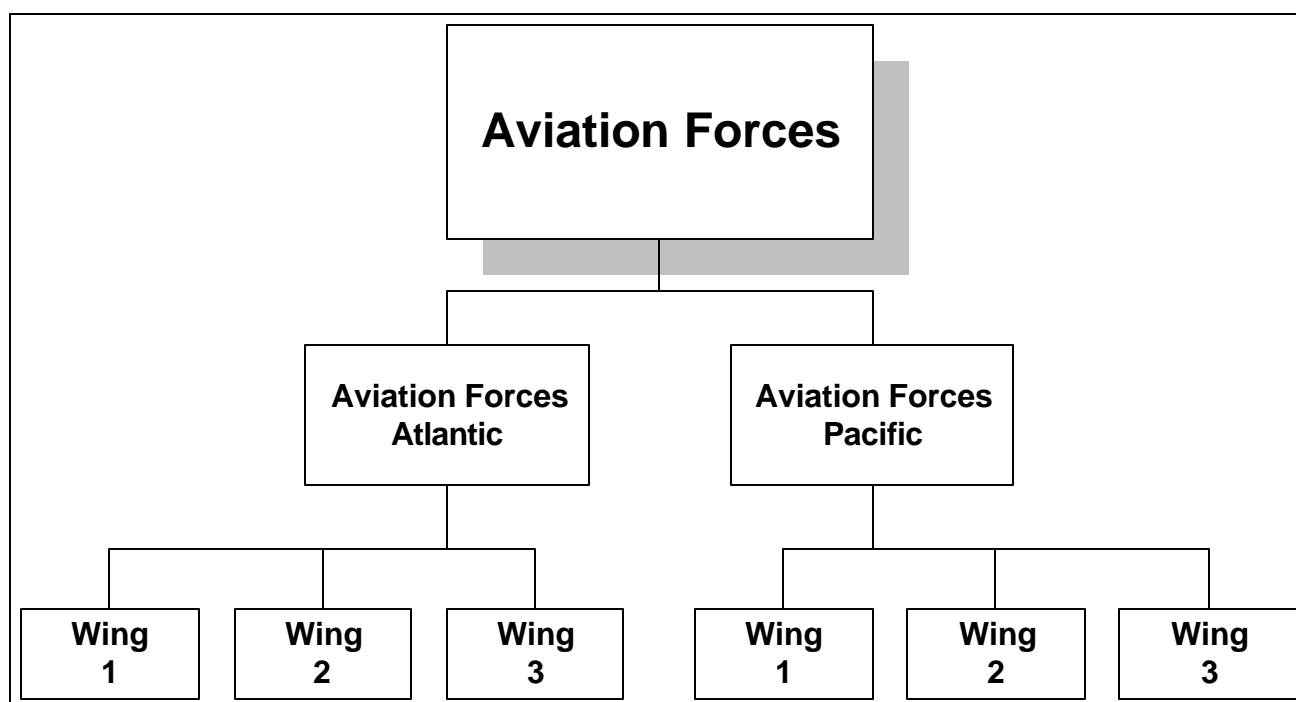 Aviation Forces
Aviation Forces
Atlantic
Aviation Forces
Pacific
Wing
1
Wing
2
Wing
3
Wing
1
Wing
2
Wing
3